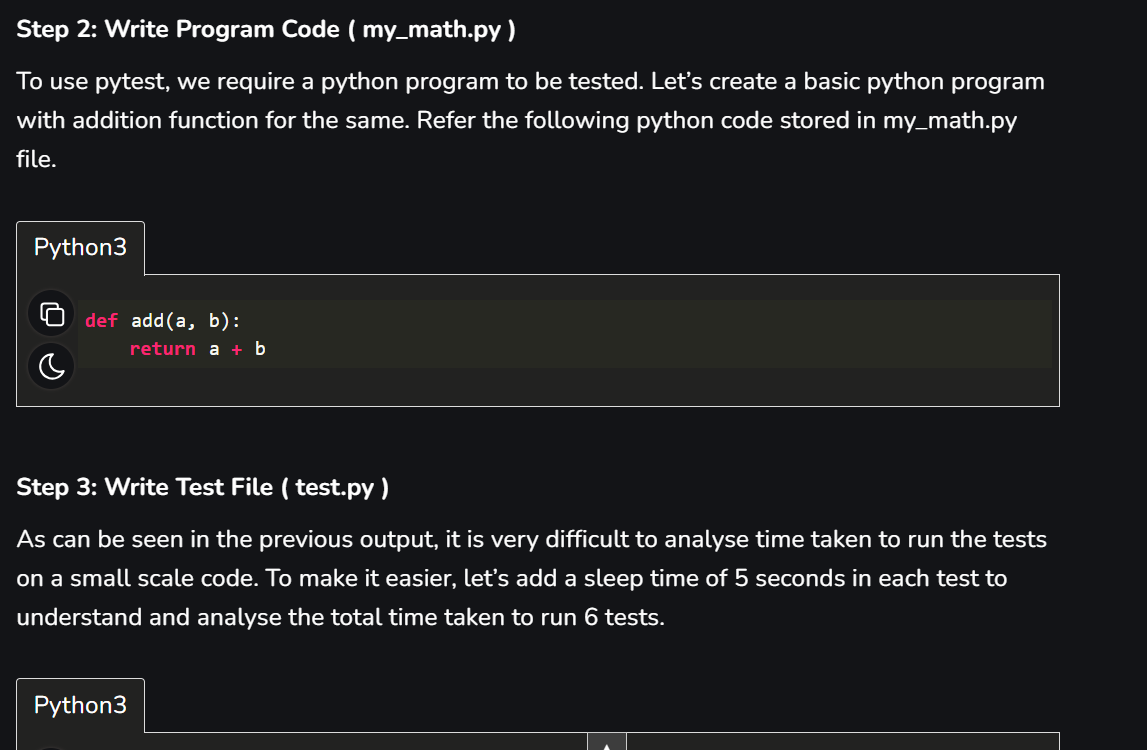 Step 2: Write Program Code ( my_math.py )
To use pytest, we require a python program to be tested. Let’s create a basic python program
with addition function for the same. Refer the following python code stored in my_math.py
file.
Python3
def add(a, b):
    return a + b
Step 3: Write Test File ( test.py )
As can be seen in the previous output, it is very difficult to analyse time taken to run the tests
on a small scale code. To make it easier, let’s add a sleep time of 5 seconds in each test to
understand and analyse the total time taken to run 6 tests.
Python3